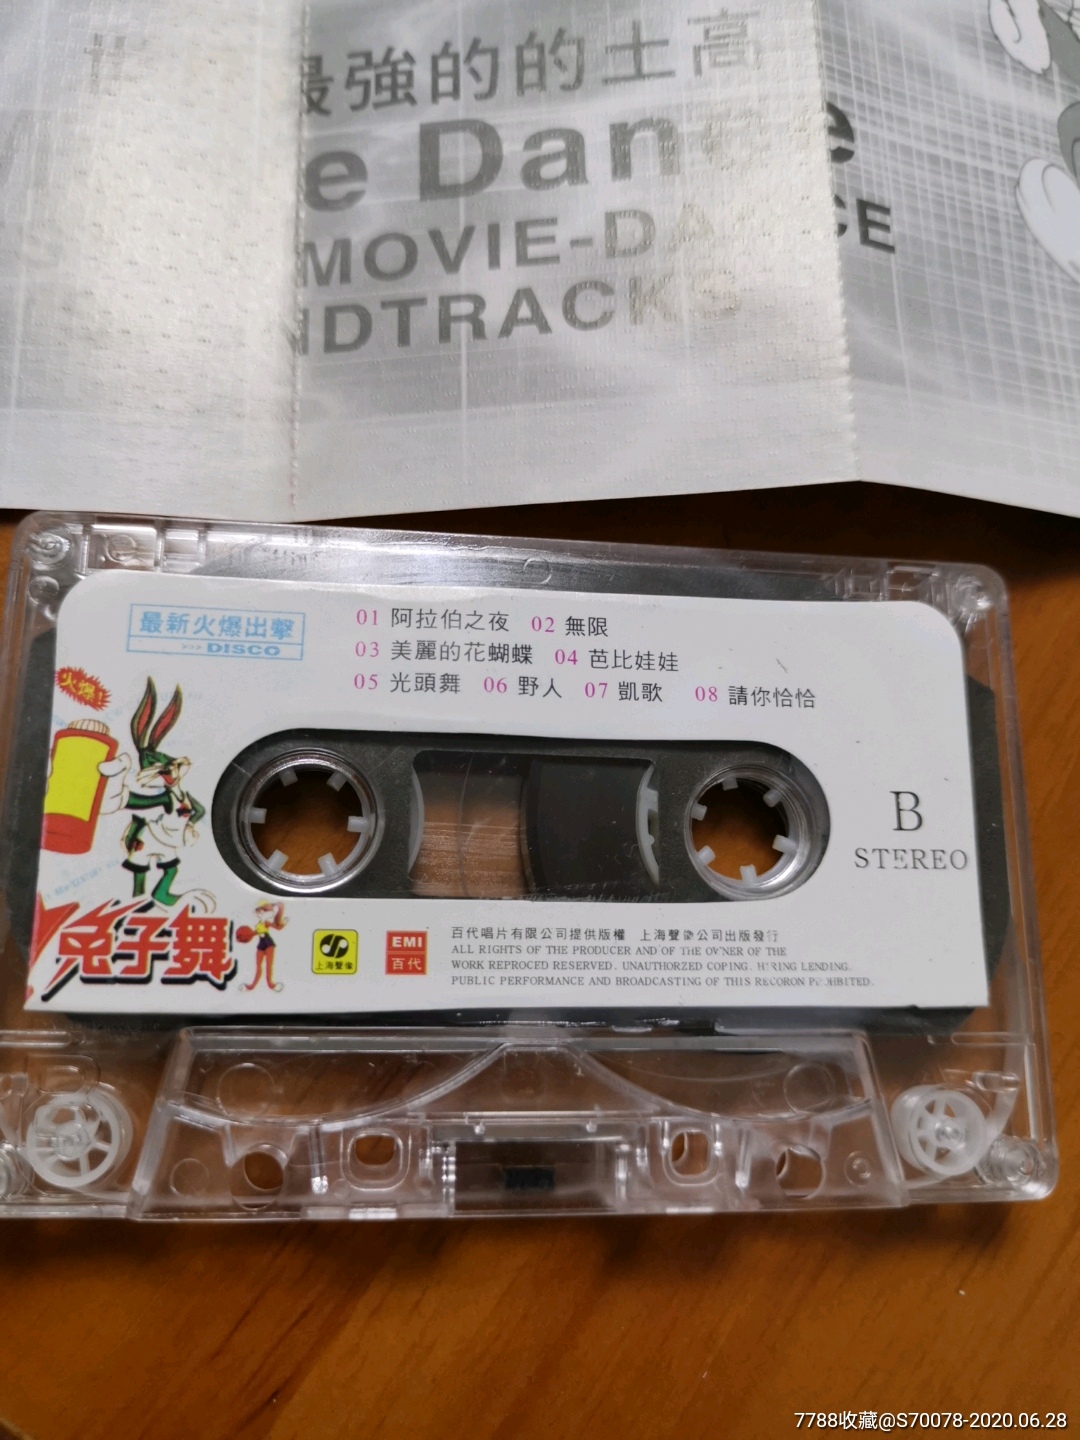 最強的的士高
e Dance
MOVIE-DA CE
NDTRACKS
最新火爆出擊
>>> DISCO
01 阿拉伯之夜 02 無限
03 美麗的花蝴蝶 04 芭比娃娃
05 光頭舞 06 野人 07 凱歌 08 請你恰恰
火爆!
B
STEREO
兔子舞
上海聲像
EMI
百代
百代唱片有限公司提供版權 上海聲像公司出版發行
ALL RIGHTS OF THE PRODUCER AND OF THE OWNER OF THE
WORK REPROCED RESERVED. UNAUTHORZED COPING. HIRING LENDING.
PUBLIC PERFORMANCE AND BROADCASTING OF THIS RECORON PROHIBITED.
7788收藏@S70078-2020.06.28